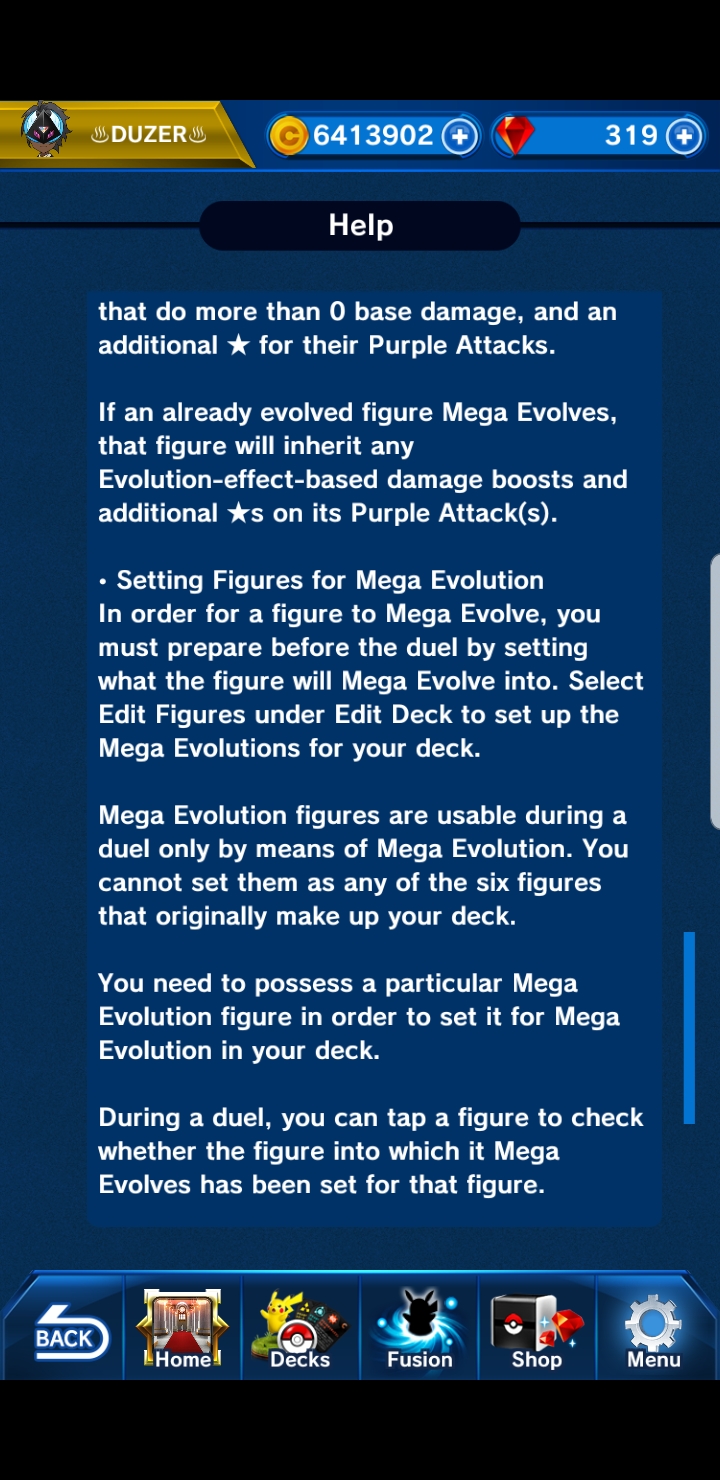 ♨DUZER♨
C 6413902 +
319 +
Help
that do more than 0 base damage, and an
additional ★ for their Purple Attacks.
If an already evolved figure Mega Evolves,
that figure will inherit any
Evolution-effect-based damage boosts and
additional ★s on its Purple Attack(s).
• Setting Figures for Mega Evolution
In order for a figure to Mega Evolve, you
must prepare before the duel by setting
what the figure will Mega Evolve into. Select
Edit Figures under Edit Deck to set up the
Mega Evolutions for your deck.
Mega Evolution figures are usable during a
duel only by means of Mega Evolution. You
cannot set them as any of the six figures
that originally make up your deck.
You need to possess a particular Mega
Evolution figure in order to set it for Mega
Evolution in your deck.
During a duel, you can tap a figure to check
whether the figure into which it Mega
Evolves has been set for that figure.
BACK
Home
Decks
Fusion
Shop
Menu